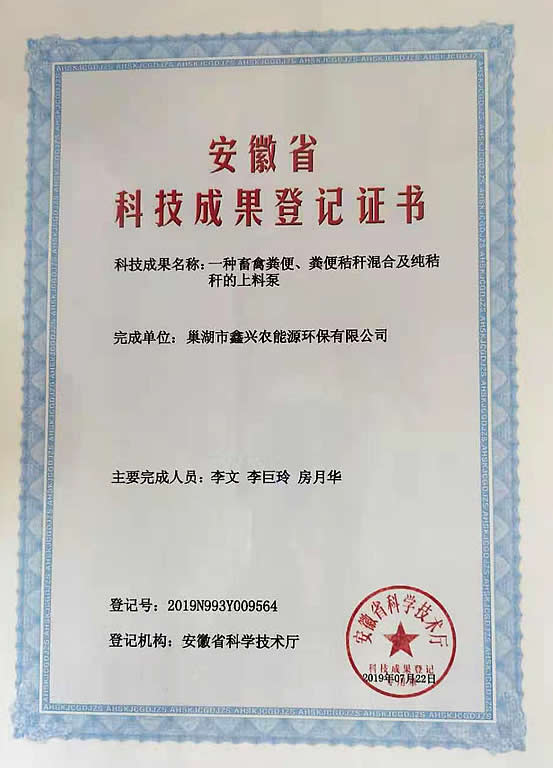 安徽省
科技成果登记证书
科技成果名称：一种畜禽粪便、粪便秸秆混合及纯秸
秆的上料泵
完成单位：巢湖市鑫兴农能源环保有限公司
主要完成人员：李文 李巨玲 房月华
登记号：2019N993Y009564
登记机构：安徽省科学技术厅
安徽省科学技术厅
科技成果登记
2019年07月22日